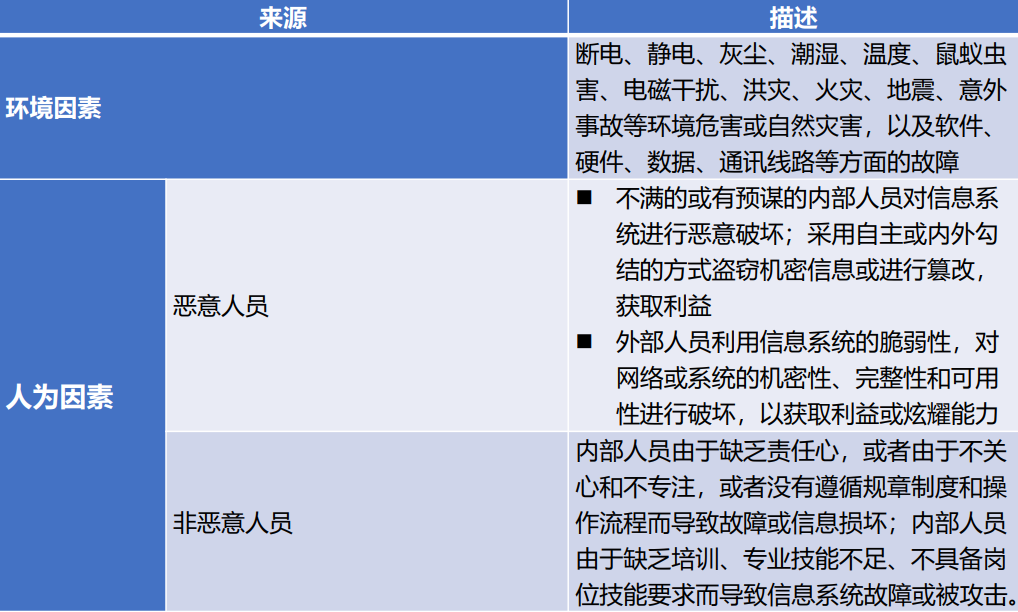 来源
描述
环境因素
断电、静电、灰尘、潮湿、温度、鼠蚁虫
害、电磁干扰、洪灾、火灾、地震、意外
事故等环境危害或自然灾害，以及软件、
硬件、数据、通讯线路等方面的故障
人为因素
恶意人员
■ 不满的或有预谋的内部人员对信息系
统进行恶意破坏；采用自主或内外勾
结的方式盗窃机密信息或进行篡改，
获取利益
■ 外部人员利用信息系统的脆弱性，对
网络或系统的机密性、完整性和可用
性进行破坏，以获取利益或炫耀能力
非恶意人员
内部人员由于缺乏责任心，或者由于不关
心和不专注，或者没有遵循规章制度和操
作流程而导致故障或信息损坏；内部人员
由于缺乏培训、专业技能不足、不具备岗
位技能要求而导致信息系统故障或被攻击。